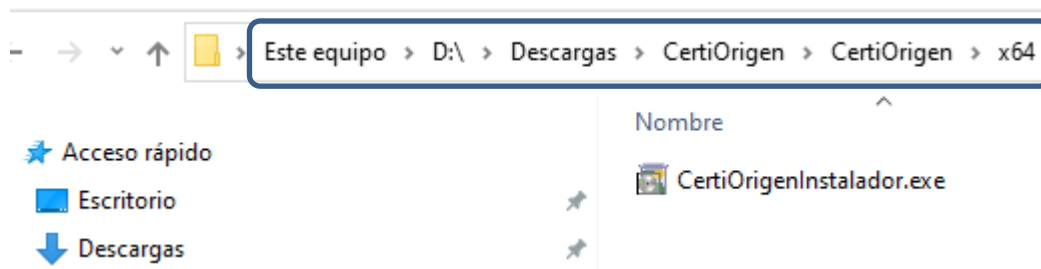 Este equipo > D:\ > Descargas > CertiOrigen > CertiOrigen > x64
Nombre
Acceso rápido
CertiOrigenInstalador.exe
Escritorio
Descargas